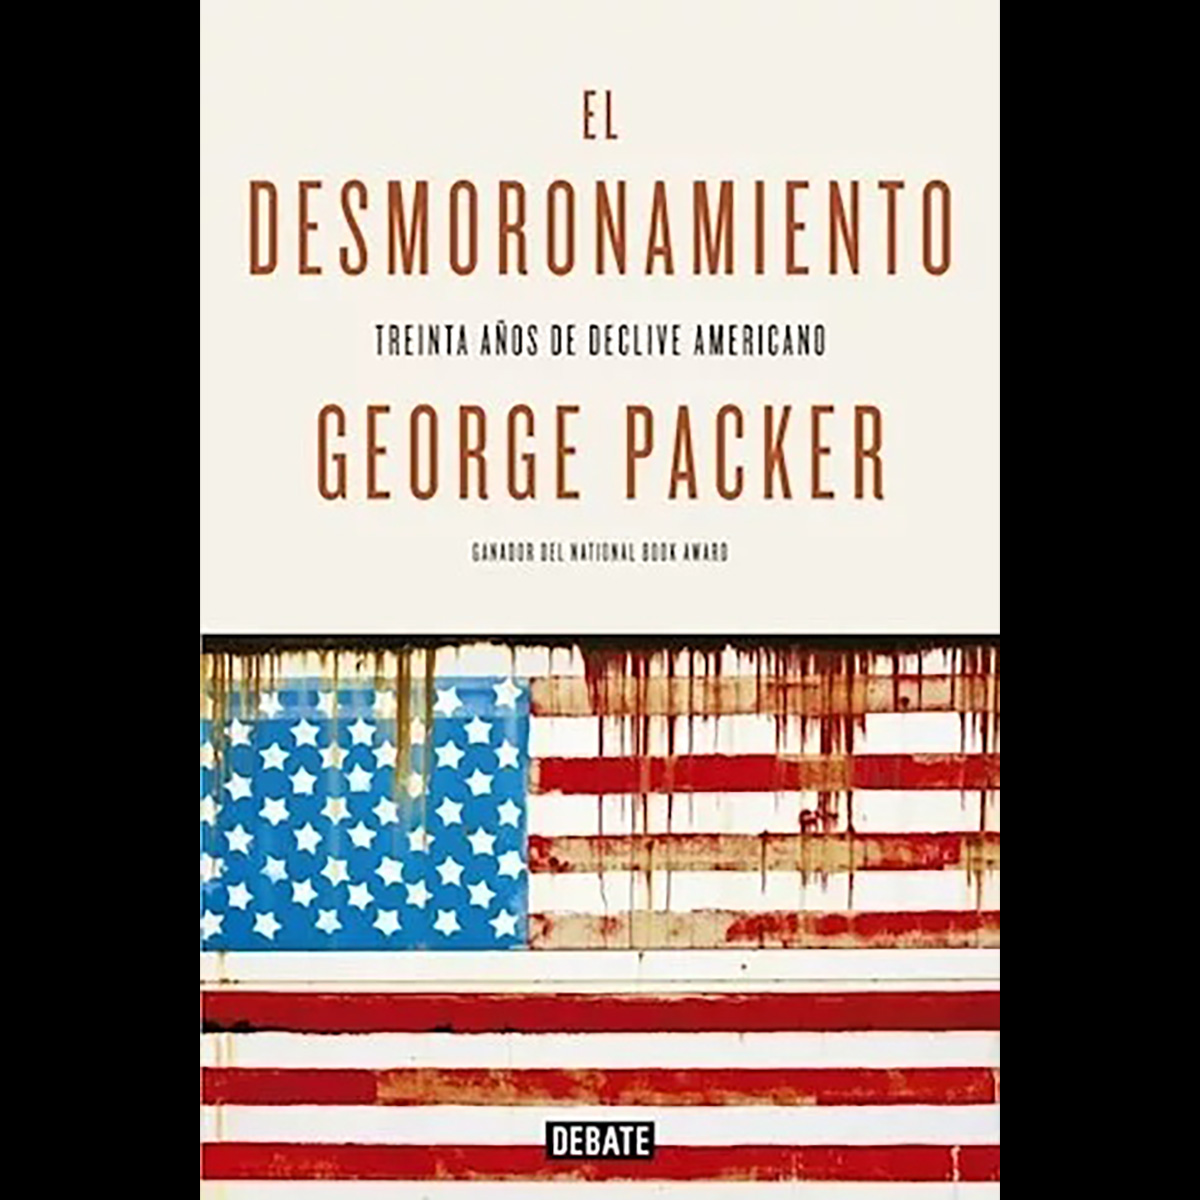 EL
DESMORONAMIENTO
TREINTA AÑOS DE DECLIVE AMERICANO
GEORGE PACKER
GANADOR DEL NATIONAL BOOK AWARD
DEBATE